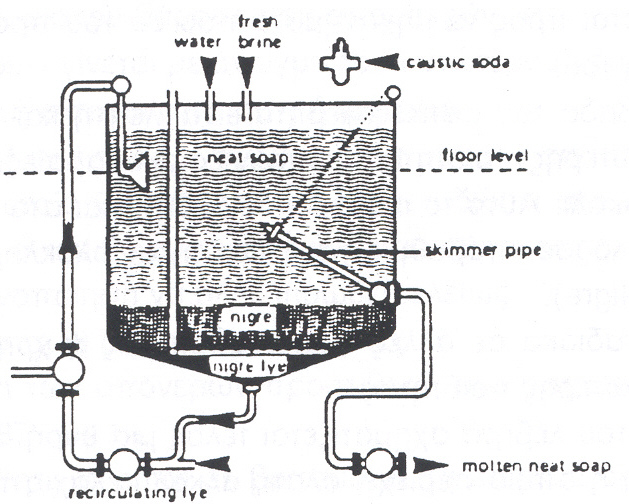 fresh
water brine
caustic soda
neat soap
floor level
skimmer pipe
nigre
nigre lye
molten neat soap
recirculating lye